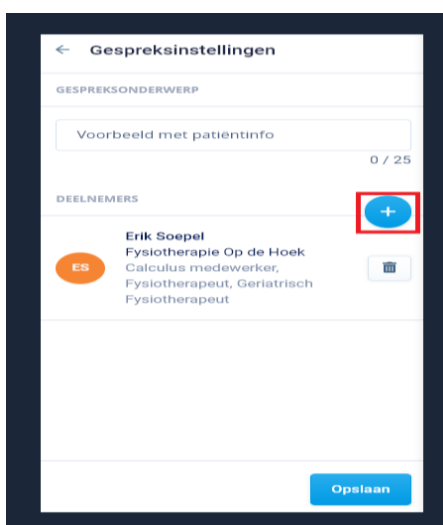 ← Gespreksinstellingen
GESPREKSONDERWERP
Voorbeeld met patiëntinfo
0 / 25
DEELNEMERS
+
Erik Soepel
Fysiotherapie Op de Hoek
ES
Calculus medewerker,
Fysiotherapeut, Geriatrisch
Fysiotherapeut
Opslaan